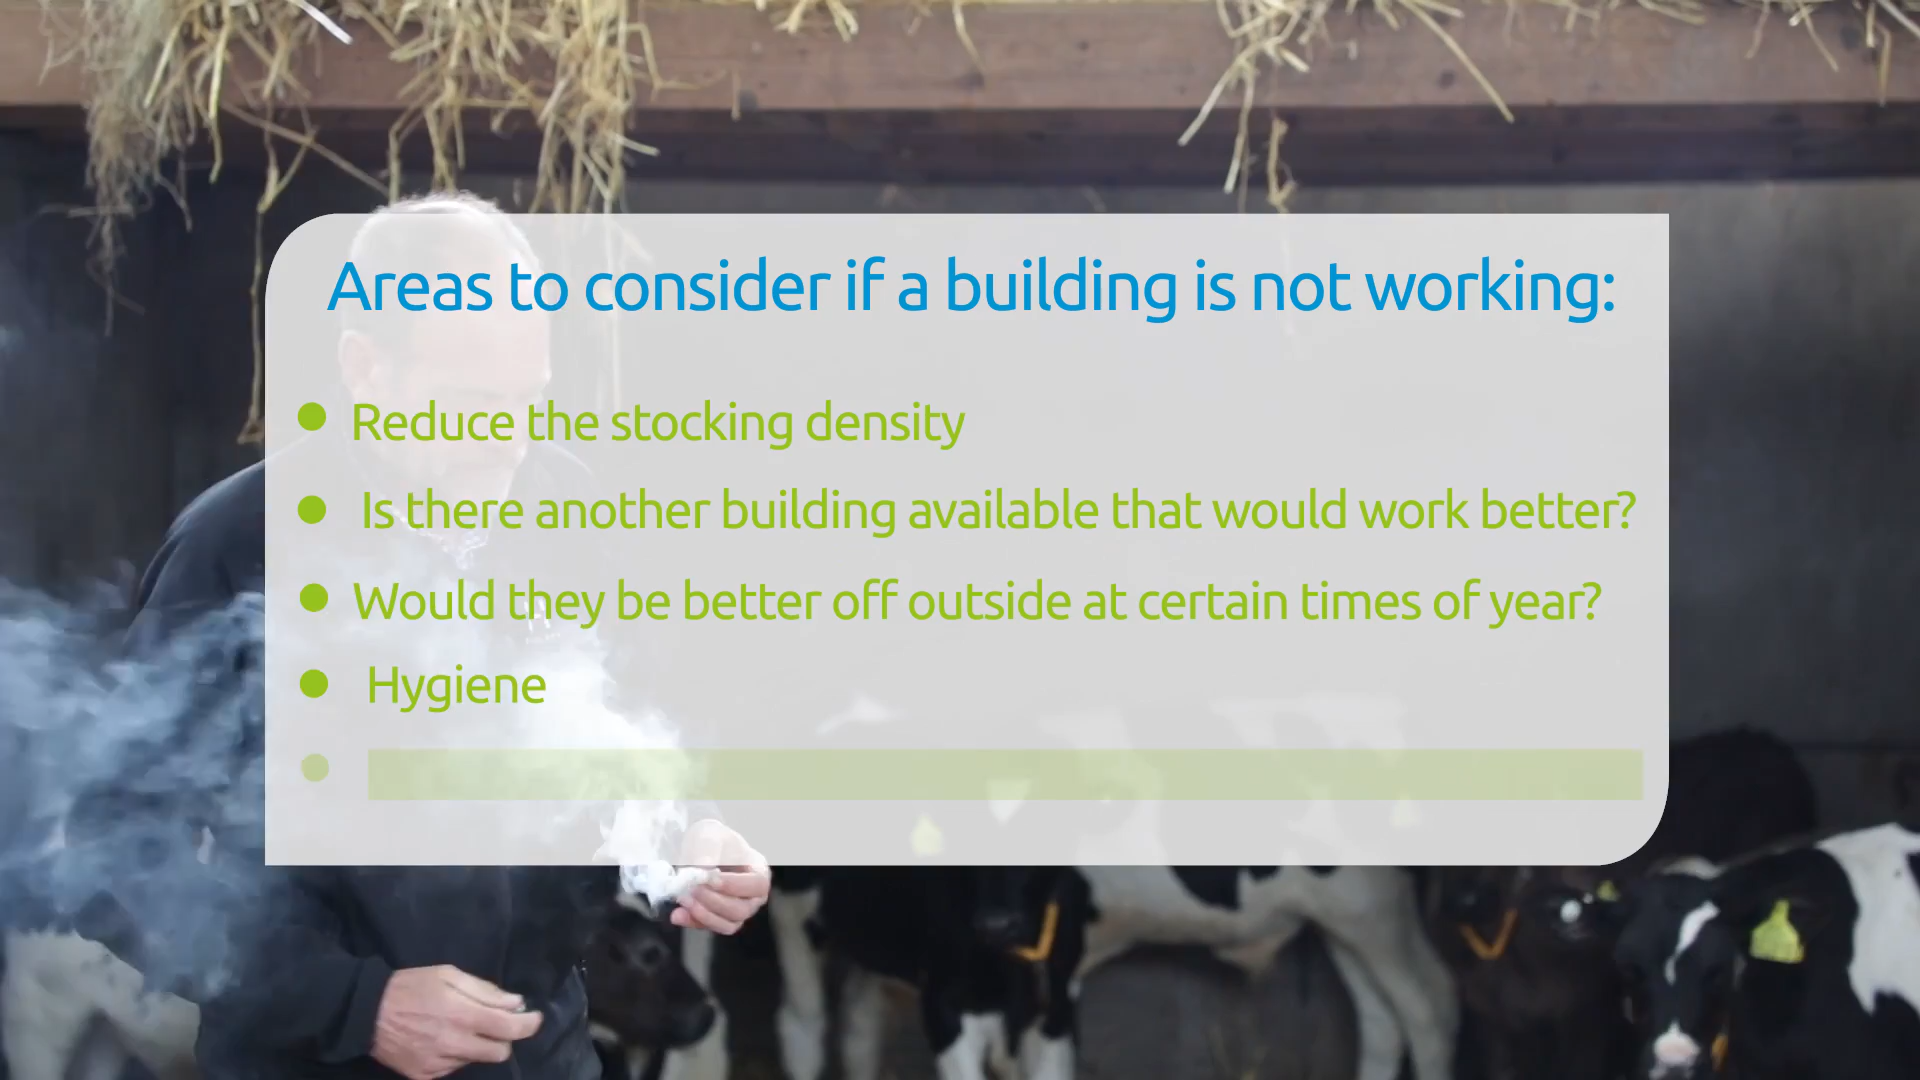 Areas to consider if a building is not working:
Reduce the stocking density
Is there another building available that would work better?
Would they be better off outside at certain times of year?
Hygiene